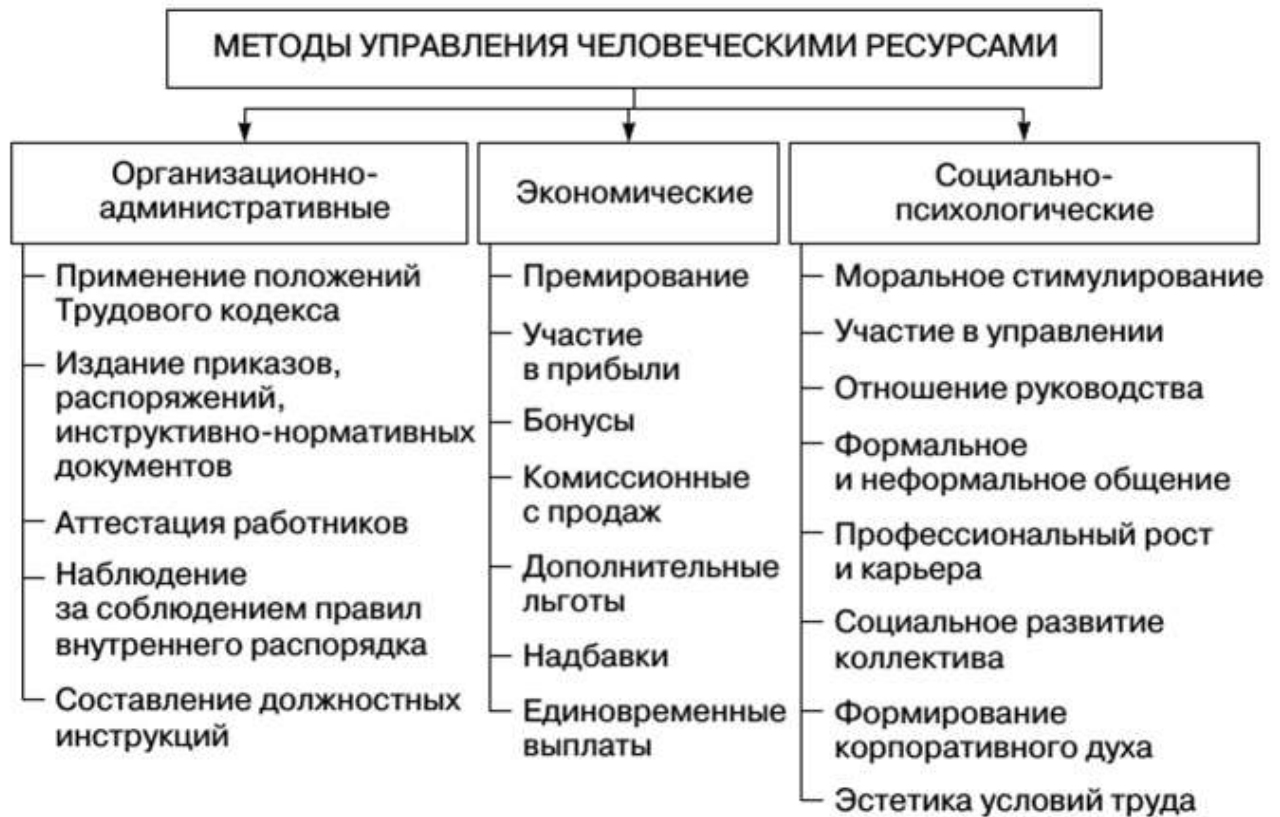 МЕТОДЫ УПРАВЛЕНИЯ ЧЕЛОВЕЧЕСКИМИ РЕСУРСАМИ
Организационно-
административные
Применение положений
Трудового кодекса
Издание приказов,
распоряжений,
инструктивно-нормативных
документов
Аттестация работников
Наблюдение
за соблюдением правил
внутреннего распорядка
Составление должностных
инструкций
Экономические
Премирование
Участие
в прибыли
Бонусы
Комиссионные
с продаж
Дополнительные
льготы
Надбавки
Единовременные
выплаты
Социально-
психологические
Моральное стимулирование
Участие в управлении
Отношение руководства
Формальное
и неформальное общение
Профессиональный рост
и карьера
Социальное развитие
коллектива
Формирование
корпоративного духа
Эстетика условий труда